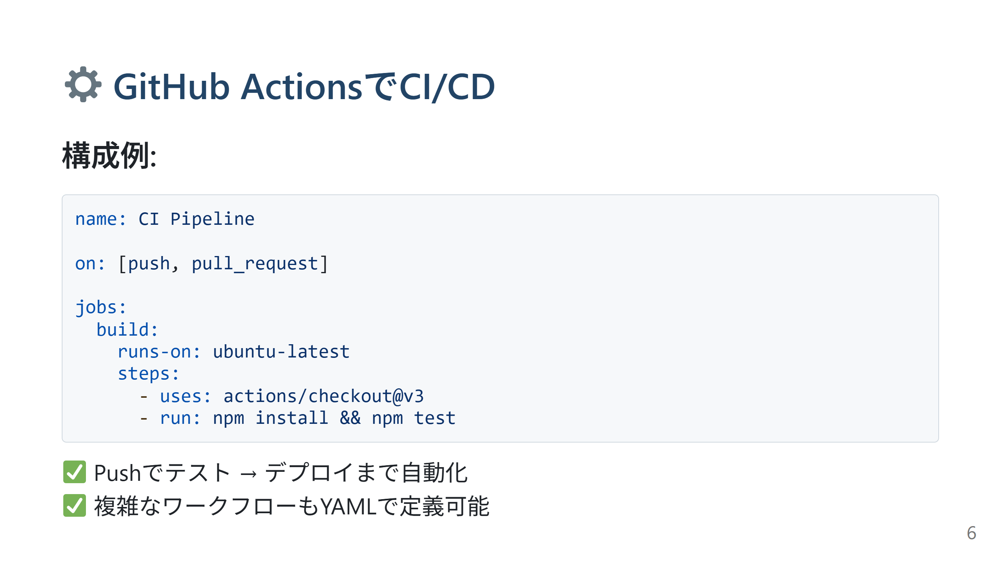 GitHub ActionsでCI/CD
構成例:
name: CI Pipeline
on: [push, pull_request]
jobs:
  build:
    runs-on: ubuntu-latest
    steps:
      - uses: actions/checkout@v3
      - run: npm install && npm test
✅ Pushでテスト → デプロイまで自動化
✅ 複雑なワークフローもYAMLで定義可能
6